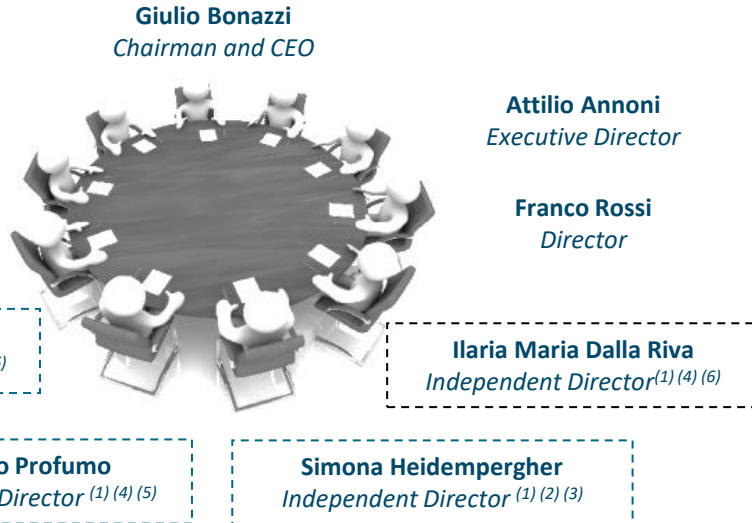 Giulio Bonazzi
Chairman and CEO
Attilio Annoni
Executive Director
Franco Rossi
Director
Ilaria Maria Dalla Riva
Independent Director(1) (4) (6)
o Profumo
Director (1) (4) (5)
Simona Heidempergher
Independent Director (1) (2) (3)